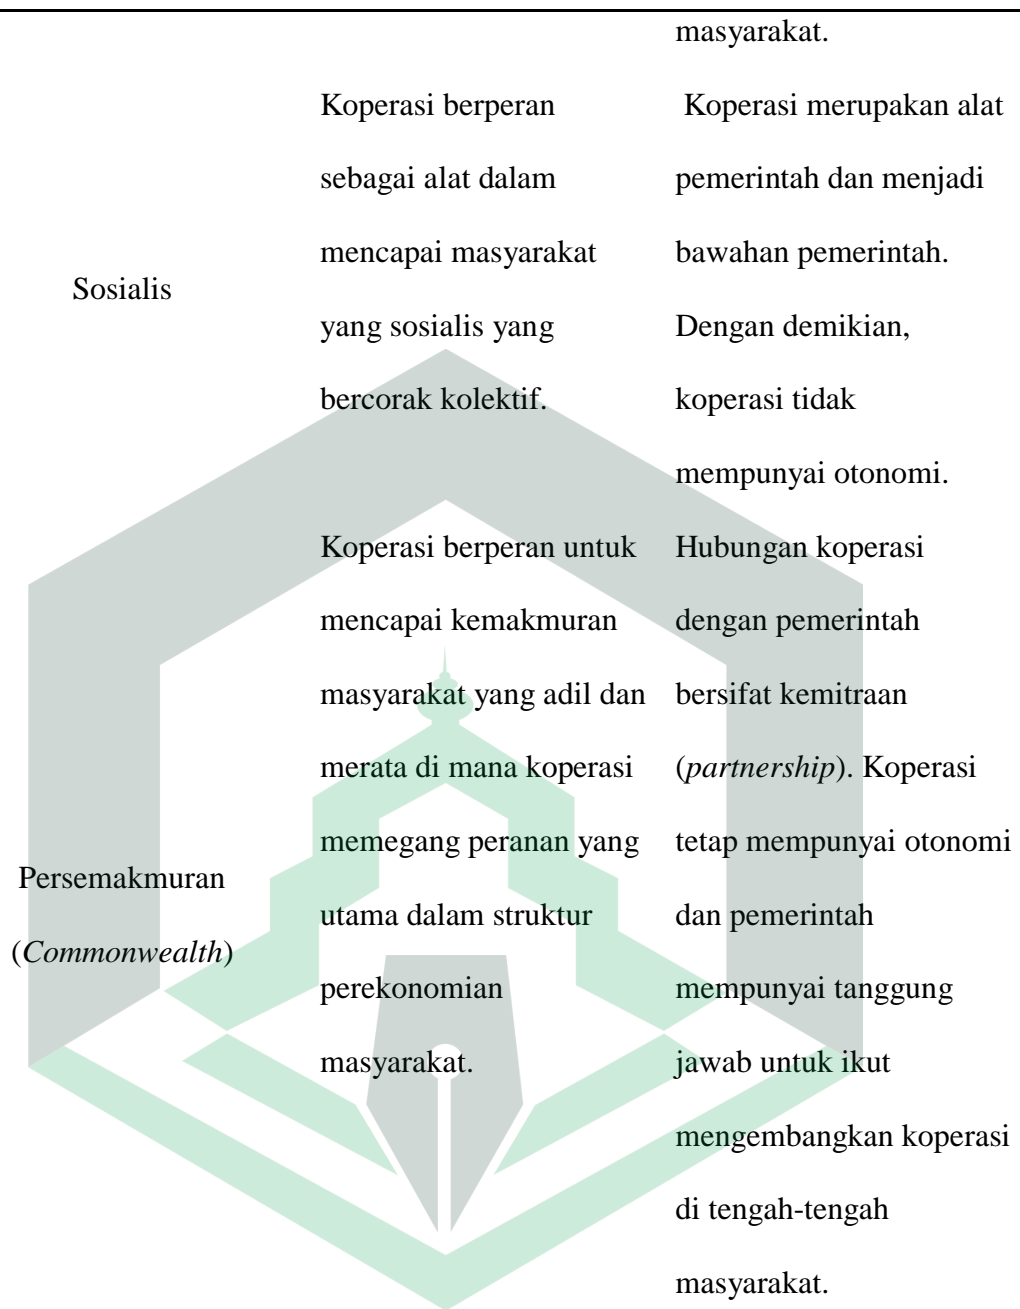 masyarakat.
Sosialis
Koperasi berperan
sebagai alat dalam
mencapai masyarakat
yang sosialis yang
bercorak kolektif.
Koperasi merupakan alat
pemerintah dan menjadi
bawahan pemerintah.
Dengan demikian,
koperasi tidak
mempunyai otonomi.
Persemakmuran
(Commonwealth)
Koperasi berperan untuk
mencapai kemakmuran
masyarakat yang adil dan
merata di mana koperasi
memegang peranan yang
utama dalam struktur
perekonomian
masyarakat.
Hubungan koperasi
dengan pemerintah
bersifat kemitraan
(partnership). Koperasi
tetap mempunyai otonomi
dan pemerintah
mempunyai tanggung
jawab untuk ikut
mengembangkan koperasi
di tengah-tengah
masyarakat.